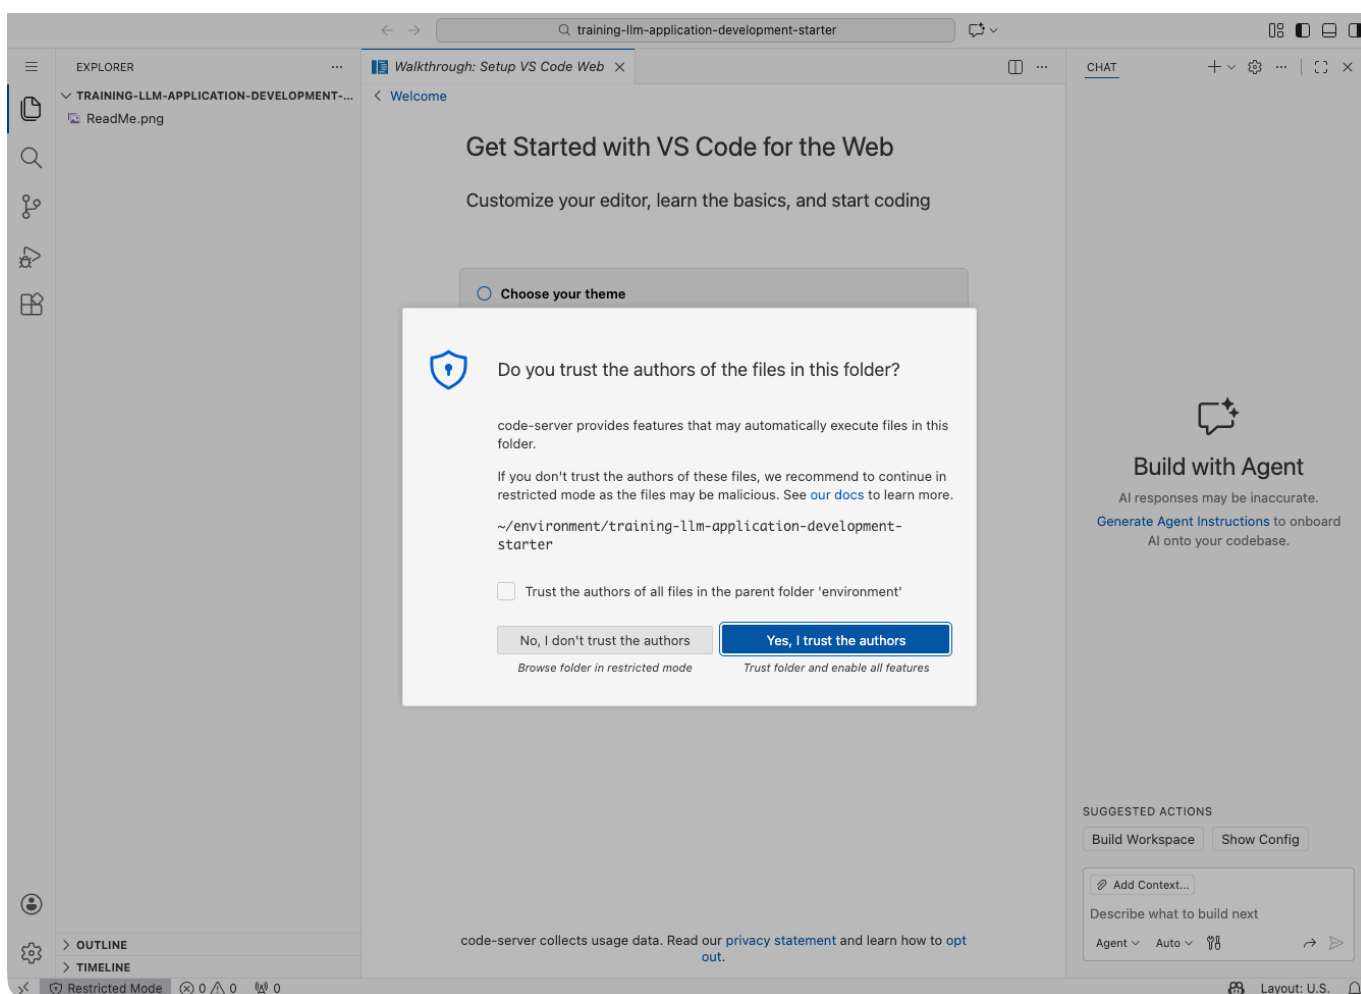 training-llm-application-development-starter
EXPLORER
TRAINING-LLM-APPLICATION-DEVELOPMENT-...
ReadMe.png
Walkthrough: Setup VS Code Web
Welcome
Get Started with VS Code for the Web
Customize your editor, learn the basics, and start coding
Choose your theme
Do you trust the authors of the files in this folder?
code-server provides features that may automatically execute files in this
folder.
If you don't trust the authors of these files, we recommend to continue in
restricted mode as the files may be malicious. See our docs to learn more.
~/environment/training-llm-application-development-
starter
Trust the authors of all files in the parent folder 'environment'
No, I don't trust the authors
Yes, I trust the authors
Browse folder in restricted mode
Trust folder and enable all features
code-server collects usage data. Read our privacy statement and learn how to opt
out.
CHAT
Build with Agent
AI responses may be inaccurate.
Generate Agent Instructions to onboard
AI onto your codebase.
SUGGESTED ACTIONS
Build Workspace
Show Config
Add Context...
Describe what to build next
Agent
Auto
OUTLINE
TIMELINE
Restricted Mode
0
0
0
Layout: U.S.